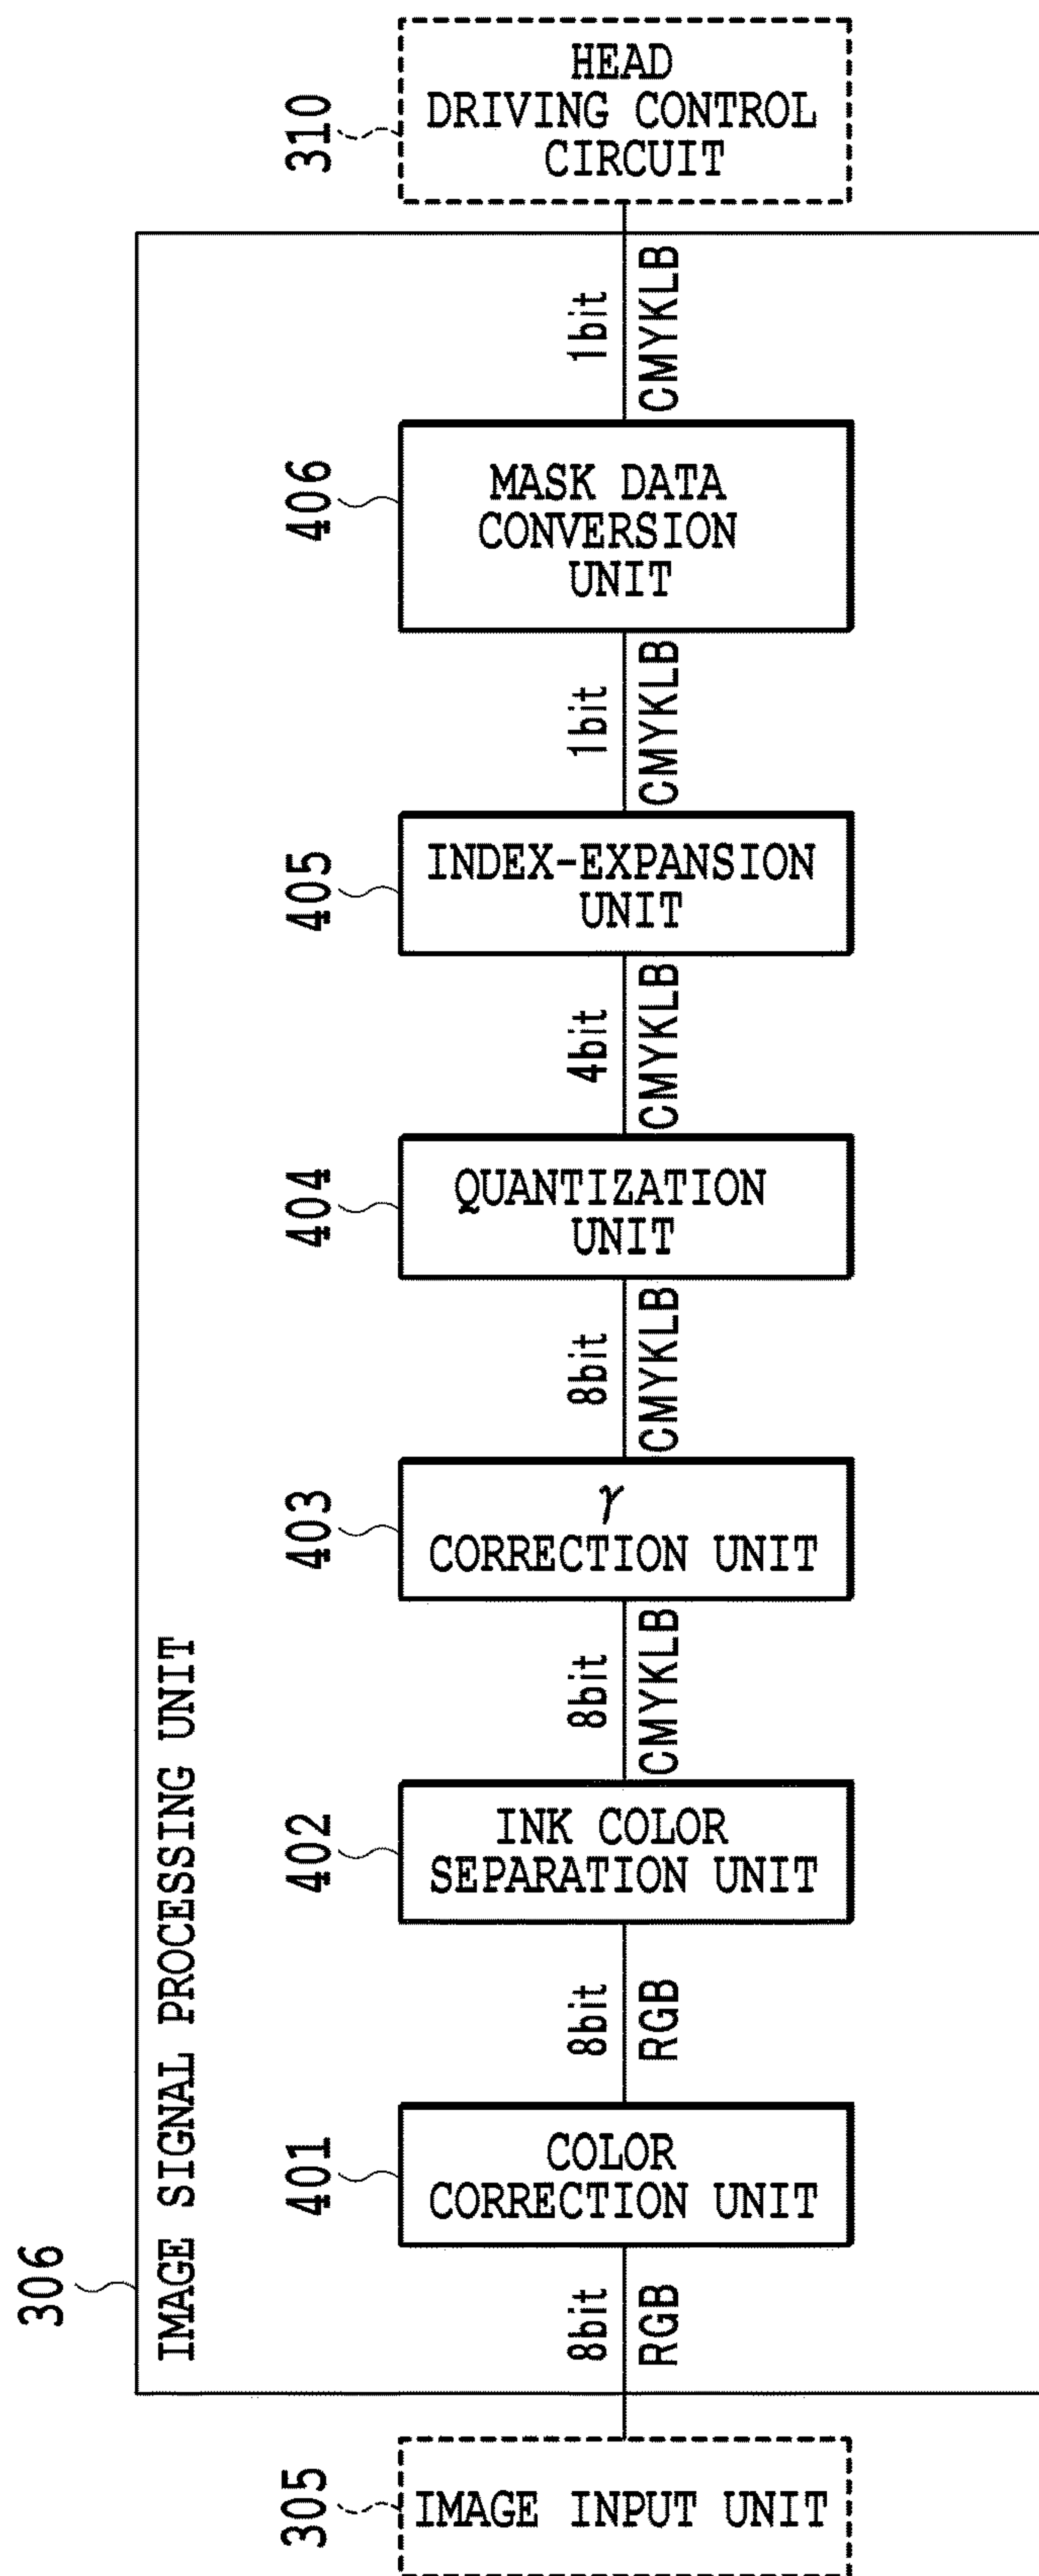 306
IMAGE SIGNAL PROCESSING UNIT
305
IMAGE INPUT UNIT
8bit
RGB
401
COLOR
CORRECTION UNIT
8bit
RGB
402
INK COLOR
SEPARATION UNIT
8bit
CMYKLB
403
γ
CORRECTION UNIT
8bit
CMYKLB
404
QUANTIZATION
UNIT
4bit
CMYKLB
405
INDEX-EXPANSION
UNIT
1bit
CMYKLB
406
MASK DATA
CONVERSION
UNIT
1bit
CMYKLB
310
HEAD
DRIVING CONTROL
CIRCUIT